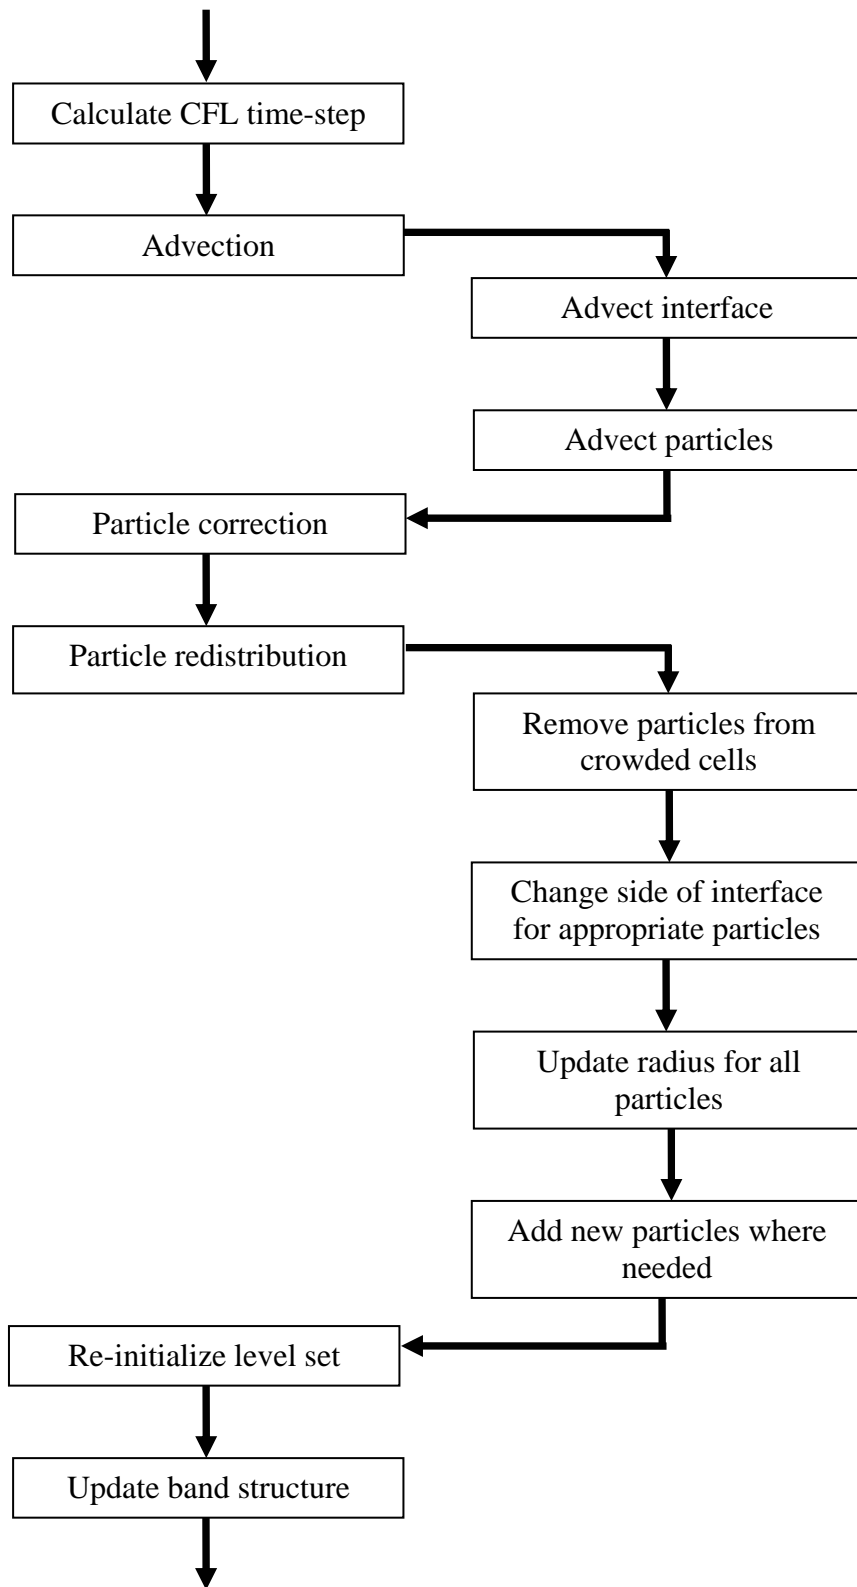 Calculate CFL time-step
Advection
Advect interface
Advect particles
Particle correction
Particle redistribution
Remove particles from
crowded cells
Change side of interface
for appropriate particles
Update radius for all
particles
Add new particles where
needed
Re-initialize level set
Update band structure